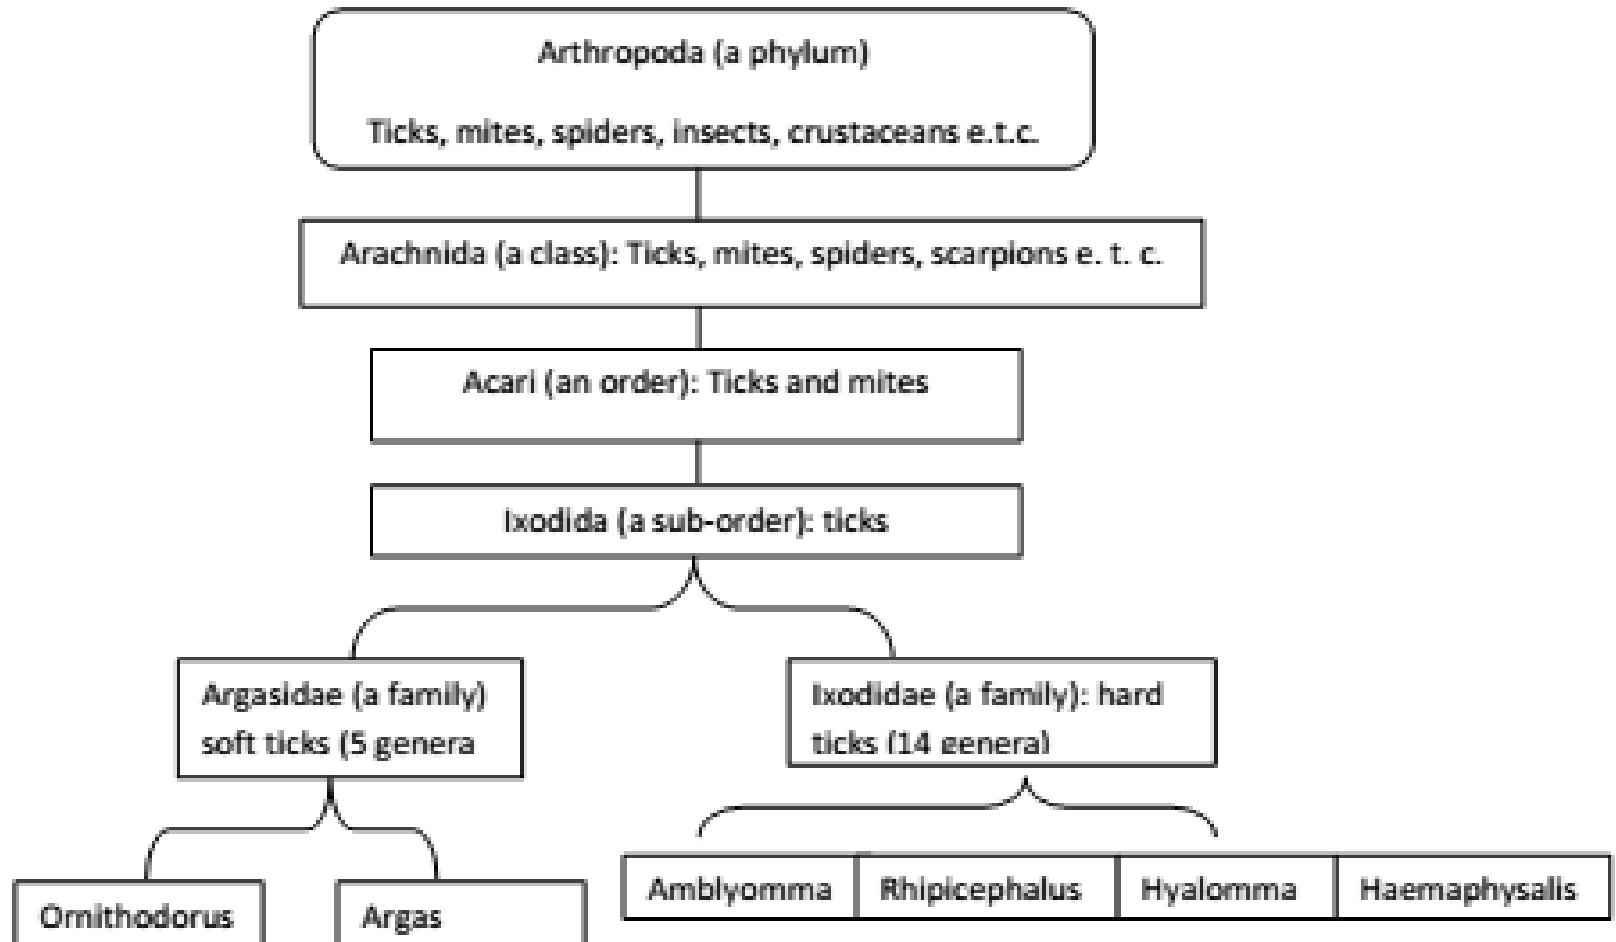 Arthropoda (a phylum)
Ticks, mites, spiders, insects, crustaceans e.t.c.
Arachnida (a class): Ticks, mites, spiders, scarpions e. t. c.
Acari (an order): Ticks and mites
Ixodida (a sub-order): ticks
Argasidae (a family)
soft ticks (5 genera
Ixodidae (a family): hard
ticks (14 genera)
Ornithodorus
Argas
Amblyomma
Rhipicephalus
Hyalomma
Haemaphysalis